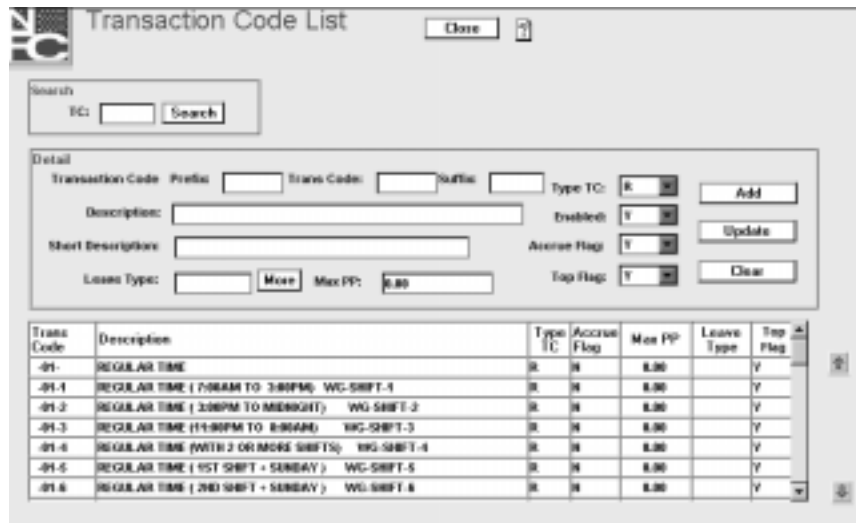 NFC
Transaction Code List
Close
?
Search
TC:
Search
Detail
Transaction Code Prefix: Trans Code: Suffix: Type TC: R
Add
Description: Enabled: Y
Update
Short Description: Accrue Flag: Y
Leave Type: More Max PP: 0.00 Top Flag: Y
Clear
Trans Code Description Type TC Accrue Flag Max PP Leave Type Top Flag
-01- REGULAR TIME R N 0.00 Y
-01-1 REGULAR TIME ( 7:00AM TO 3:00PM) WG-SHIFT-1 R N 0.00 Y
-01-2 REGULAR TIME ( 3:00PM TO MIDNIGHT) WG-SHIFT-2 R N 0.00 Y
-01-3 REGULAR TIME (11:00PM TO 8:00AM) WG-SHIFT-3 R N 0.00 Y
-01-4 REGULAR TIME (WITH 2 OR MORE SHIFTS) WG-SHIFT-4 R N 0.00 Y
-01-5 REGULAR TIME ( 1ST SHIFT + SUNDAY ) WG-SHIFT-5 R N 0.00 Y
-01-6 REGULAR TIME ( 2ND SHIFT + SUNDAY ) WG-SHIFT-6 R N 0.00 Y